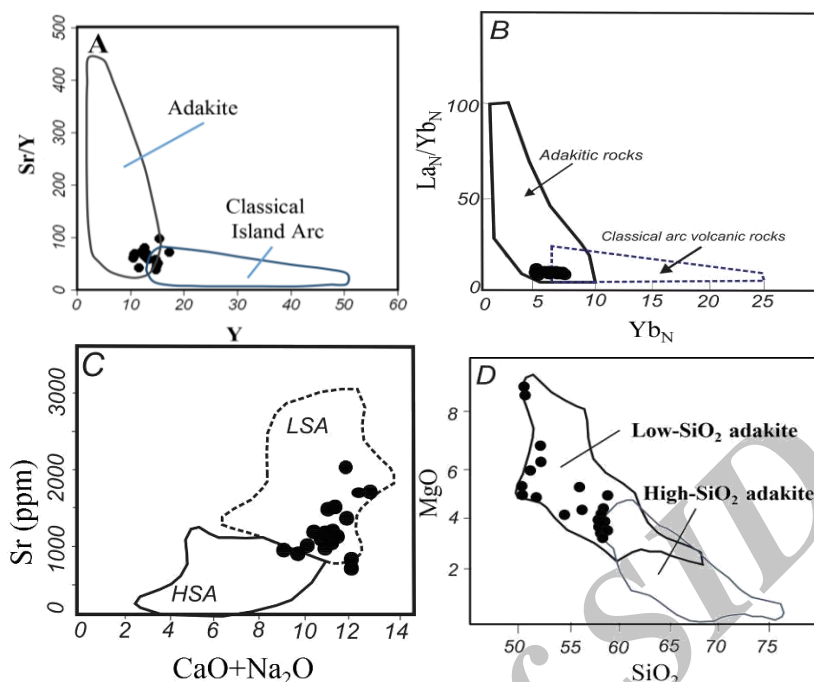 A
500
400
300
200
100
0
Sr/Y
Adakite
Classical
Island Arc
0 10 20 30 40 50 60
Y
B
100
50
0
LaN/YbN
Adakitic rocks
Classical arc volcanic rocks
0 5 10 15 20 25
YbN
C
3000
2000
1000
0
Sr (ppm)
LSA
HSA
0 2 4 6 8 10 12 14
CaO+Na₂O
D
8
6
4
2
MgO
Low-SiO₂ adakite
High-SiO₂ adakite
50 55 60 65 70 75
SiO₂
SID